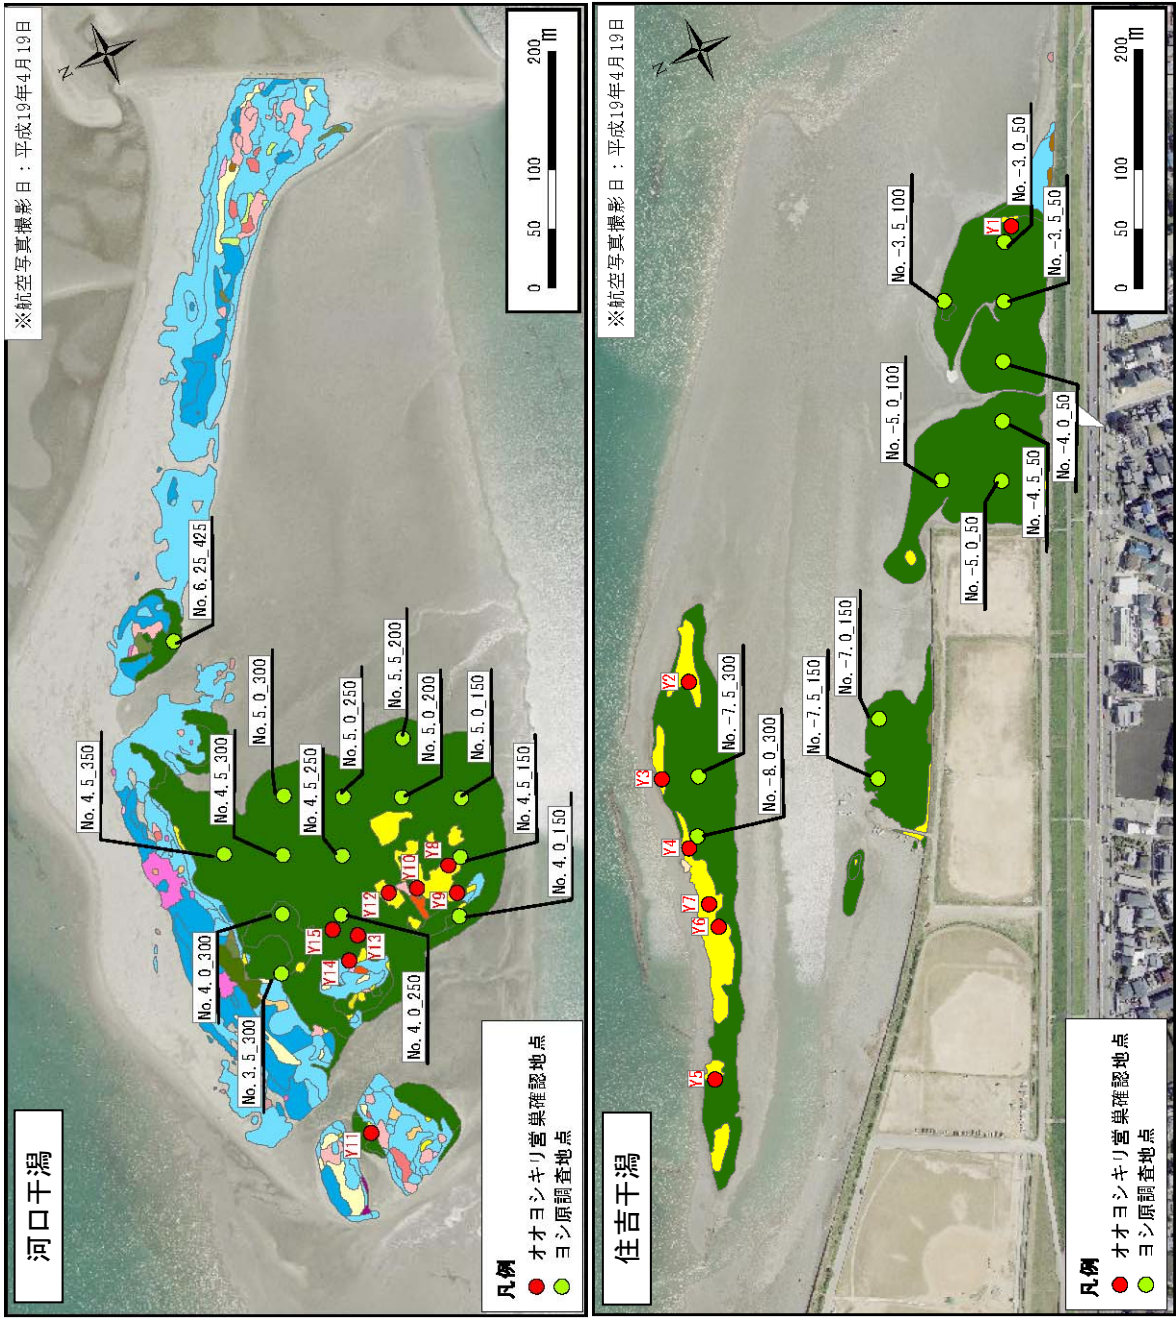 河口干潟
※航空写真撮影日：平成19年4月19日
N
0 50 100 200 m
No. 6. 25_425
No. 4. 5_350
No. 4. 5_300
No. 5. 0_300
No. 4. 5_250
No. 5. 0_250
No. 5. 5_200
No. 5. 0_200
No. 5. 0_150
No. 4. 5_150
No. 4. 0_150
No. 4. 0_300
No. 3. 5_300
No. 4. 0_250
Y8
Y9
Y10
Y11
Y12
Y13
Y14
Y15
凡例
オオヨシキリ営巣確認地点
ヨシ原調査地点
住吉干潟
※航空写真撮影日：平成19年4月19日
N
0 50 100 200 m
No. -3. 5_100
No. -3. 0_50
No. -3. 5_50
No. -5. 0_100
No. -4. 0_50
No. -4. 5_50
No. -5. 0_50
No. -7. 0_150
No. -7. 5_150
No. -7. 5_300
No. -8. 0_300
Y1
Y2
Y3
Y4
Y5
Y6
Y7
凡例
オオヨシキリ営巣確認地点
ヨシ原調査地点